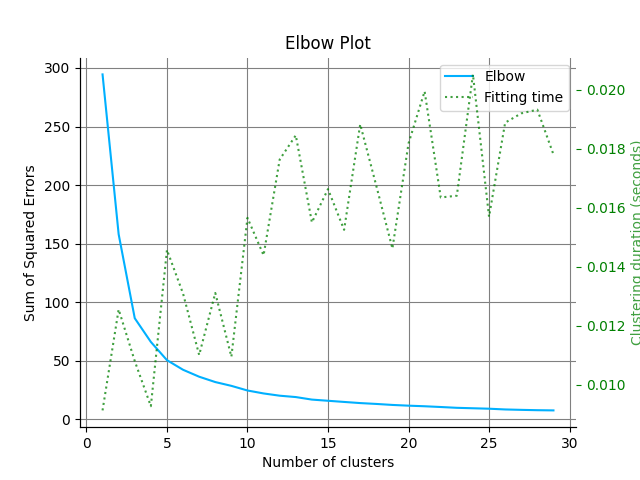 Elbow Plot
Elbow
Fitting time
Sum of Squared Errors
300
250
200
150
100
50
0
0 5 10 15 20 25 30
Number of clusters
0.020
0.018
0.016
0.014
0.012
0.010
Clustering duration (seconds)